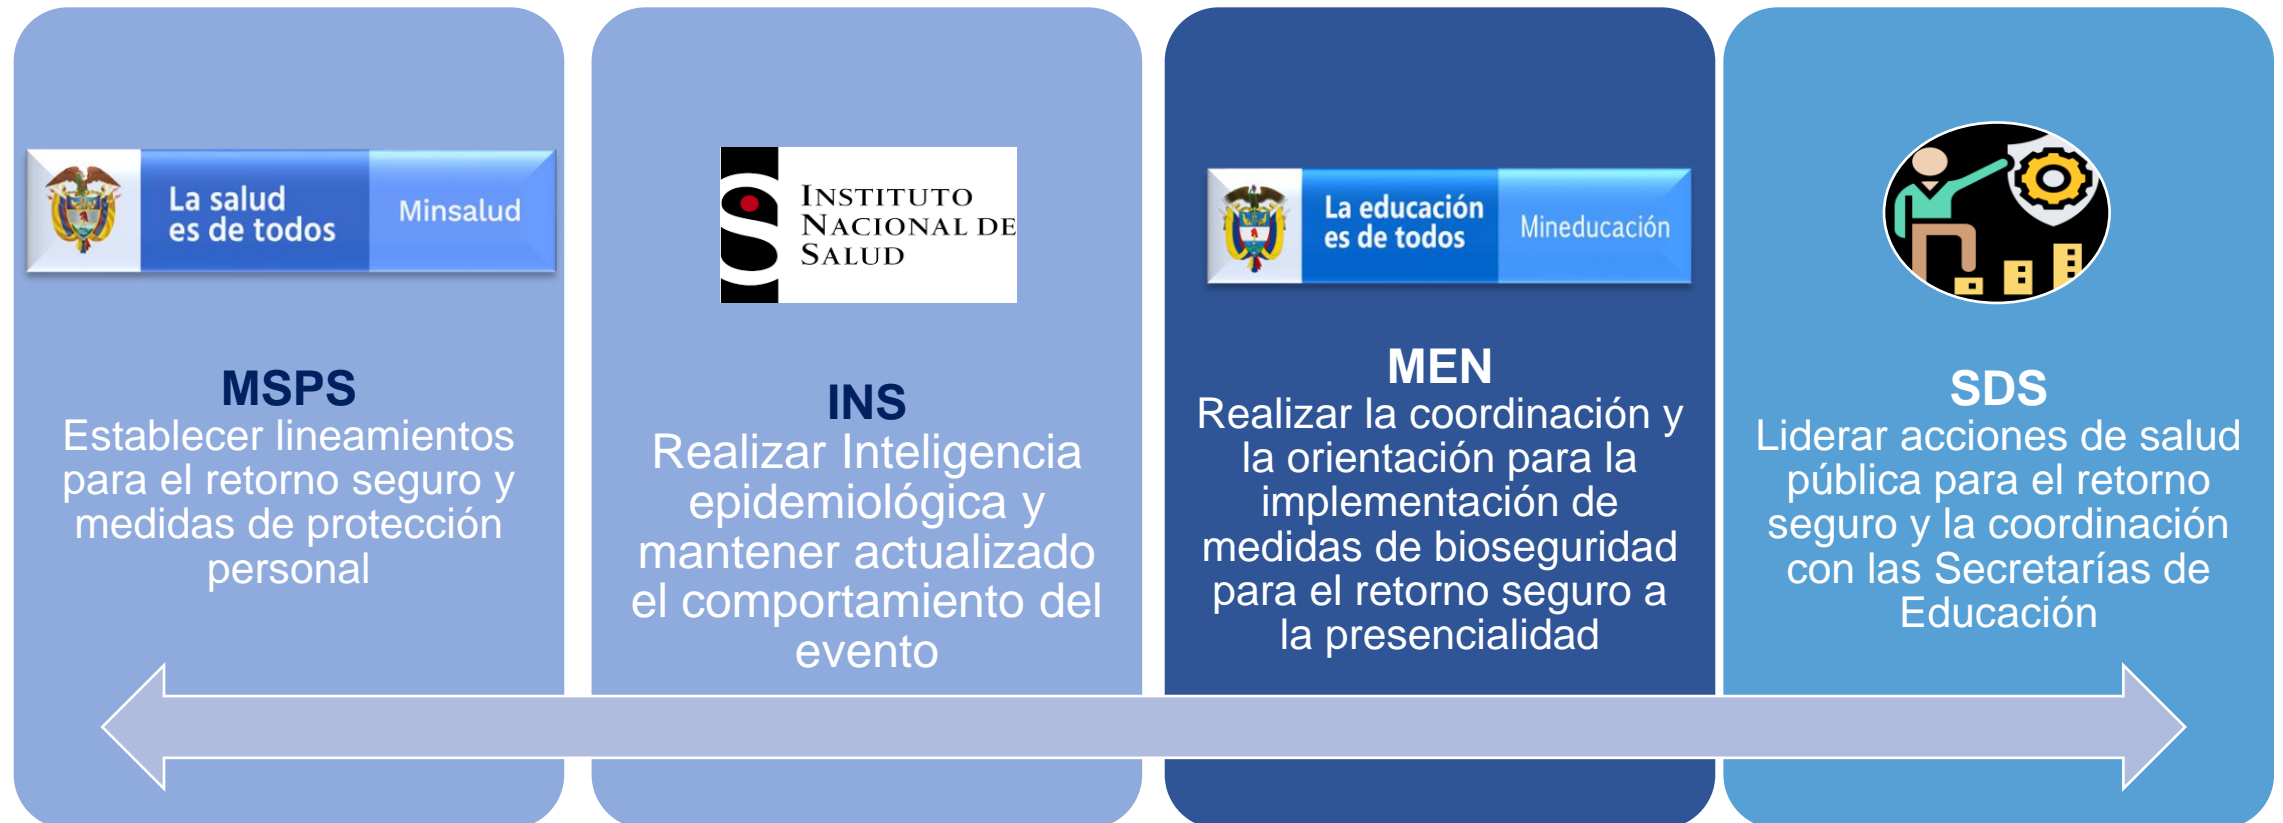 La salud
es de todos
Minsalud
MSPS
Establecer lineamientos
para el retorno seguro y
medidas de protección
personal
INSTITUTO
NACIONAL DE
SALUD
INS
Realizar Inteligencia
epidemiológica y
mantener actualizado
el comportamiento del
evento
La educación
es de todos
Mineducación
MEN
Realizar la coordinación y
la orientación para la
implementación de
medidas de bioseguridad
para el retorno seguro a
la presencialidad
SDS
Liderar acciones de salud
pública para el retorno
seguro y la coordinación
con las Secretarías de
Educación